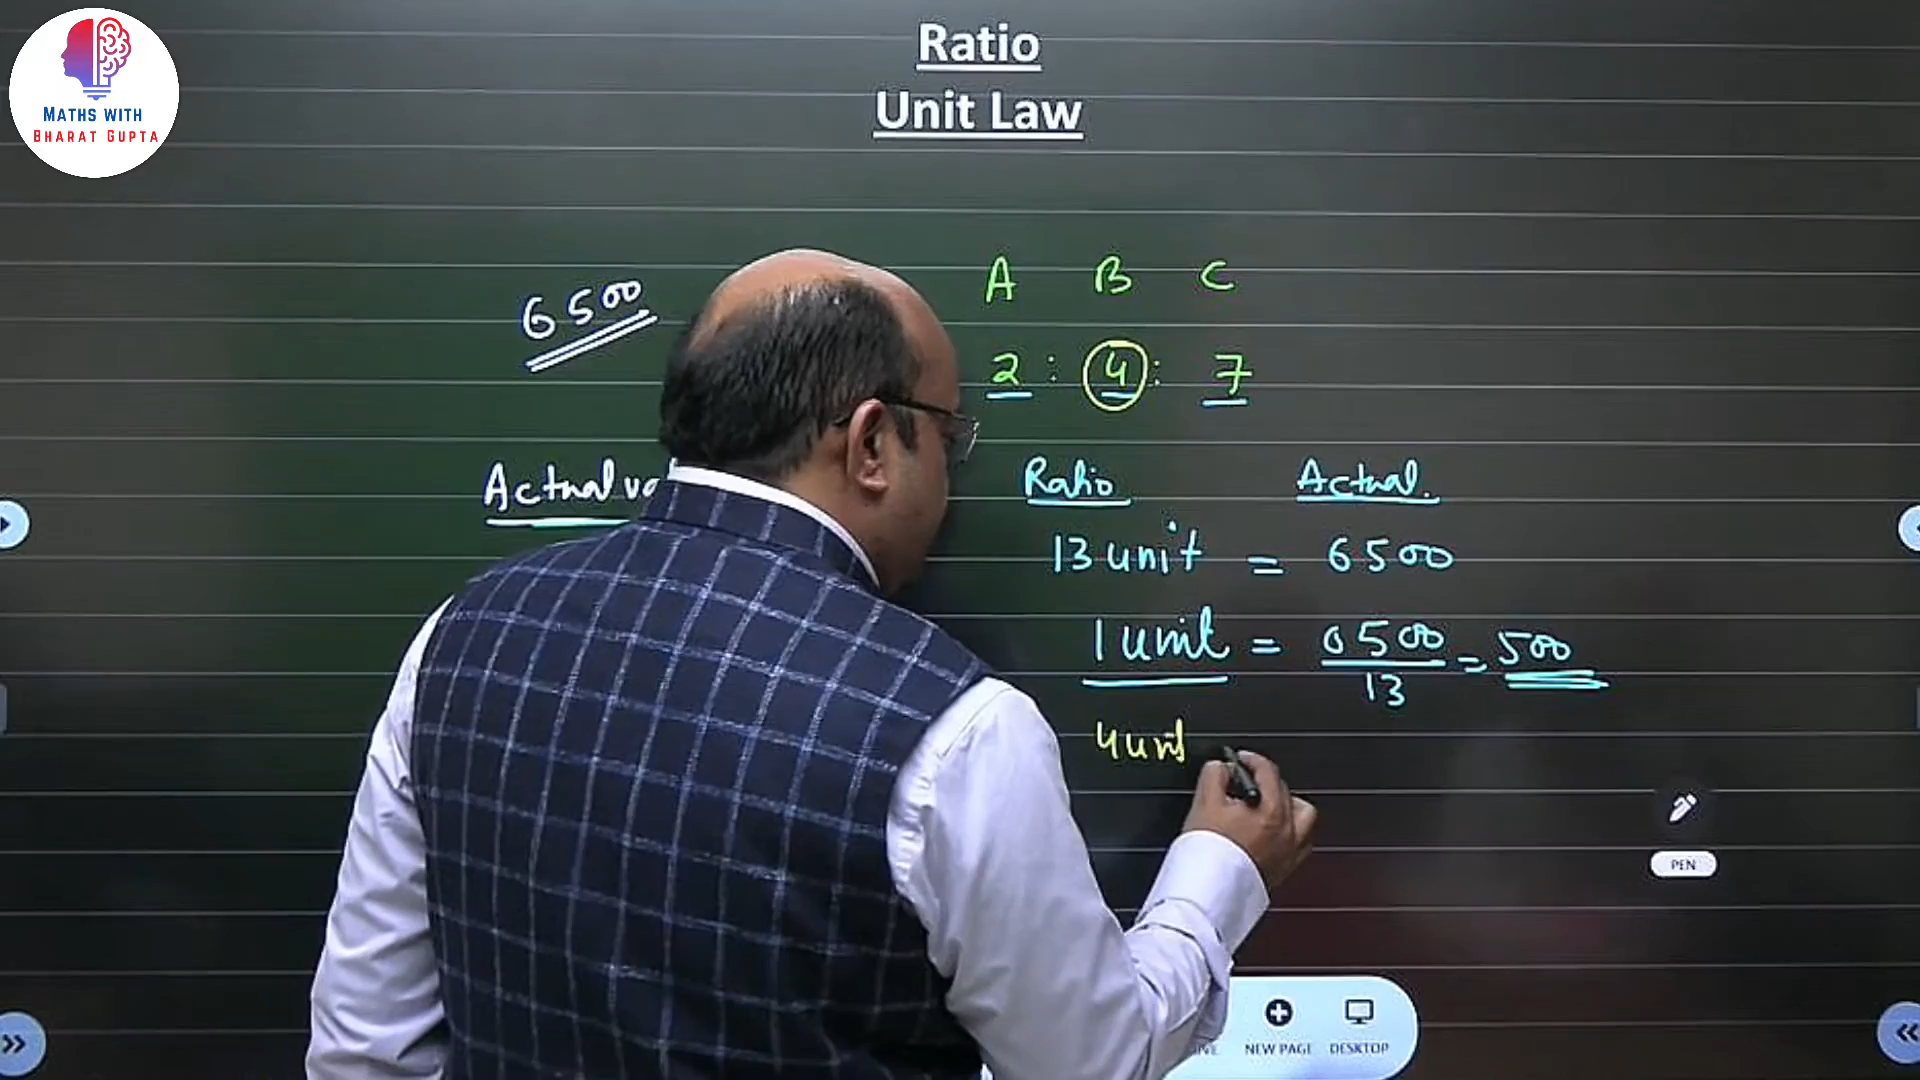 MATHS WITH
BHARAT GUPTA
Ratio
Unit Law
6500
A B C
2 : 4 : 7
Actual
Ratio Actual.
13 unit = 6500
1 unit = 6500/13 = 500
4 unit
PEN
NEW PAGE DESKTOP